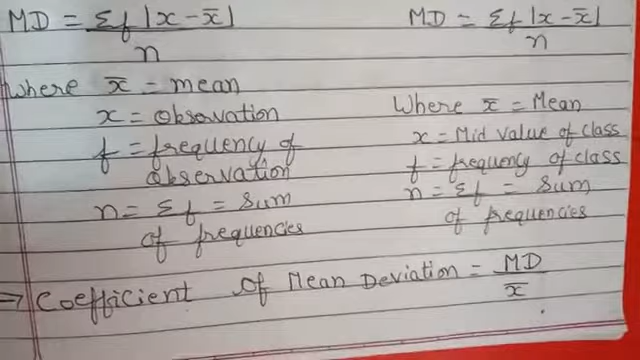 MD = Σf|x - x̄|
n
where x̄ = mean
x = Observation
f = frequency of
Observation
n = Σf = Sum
of frequencies
MD = Σf|x - x̄|
n
Where x̄ = Mean
x = Mid value of class
f = frequency of class
n = Σf = Sum
of frequencies
⇒ Coefficient of Mean Deviation = MD
x̄